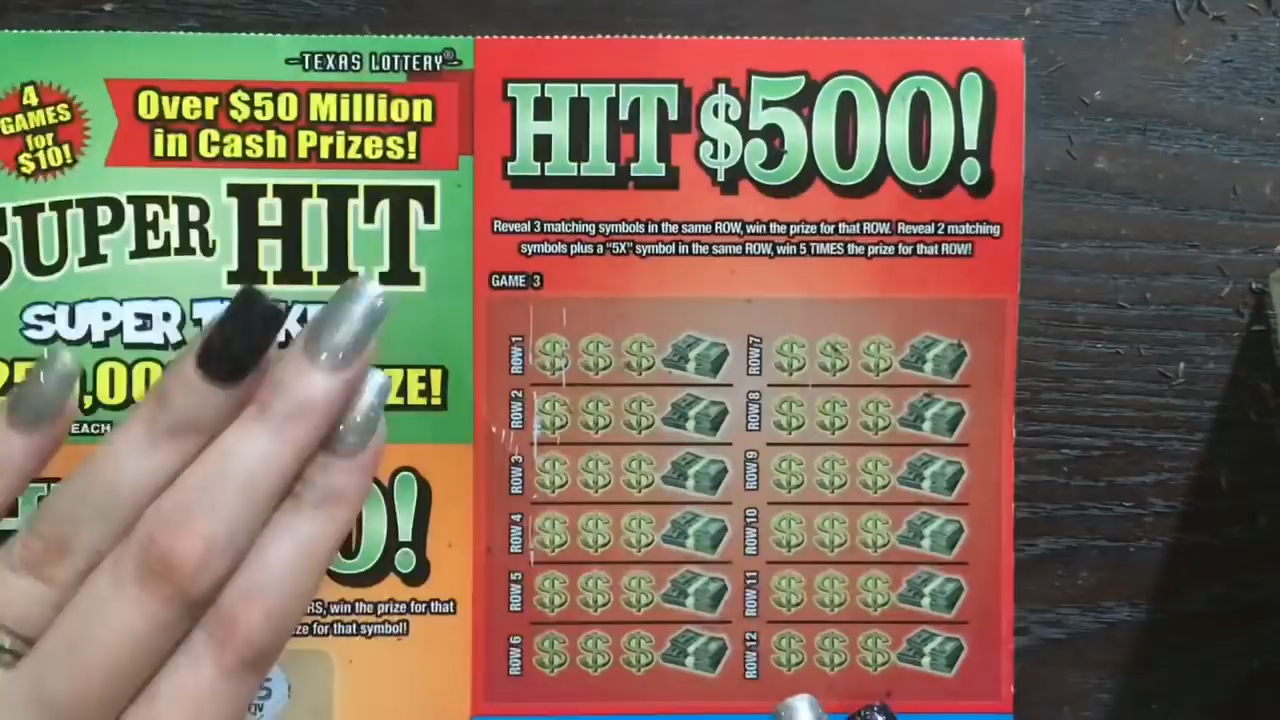 -TEXAS LOTTERY®-
4
GAMES
for
$10!
Over $50 Million
in Cash Prizes!
SUPER HIT
SUPER
ZE!
EACH
0!
RS, win the prize for that
ze for that symbol!
HIT $500!
Reveal 3 matching symbols in the same ROW, win the prize for that ROW. Reveal 2 matching
symbols plus a "5X" symbol in the same ROW, win 5 TIMES the prize for that ROW!
GAME 3
ROW 1 $ $ $
ROW 2 $ $ $
ROW 3 $ $ $
ROW 4 $ $ $
ROW 5 $ $ $
ROW 6 $ $ $
ROW 7 $ $ $
ROW 8 $ $ $
ROW 9 $ $ $
ROW 10 $ $ $
ROW 11 $ $ $
ROW 12 $ $ $